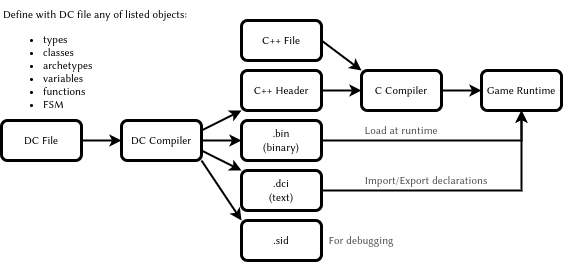 Define with DC file any of listed objects:
• types
• classes
• archetypes
• variables
• functions
• FSM
C++ File
C++ Header
C Compiler
Game Runtime
DC File
DC Compiler
.bin
(binary)
Load at runtime
.dci
(text)
Import/Export declarations
.sid
For debugging